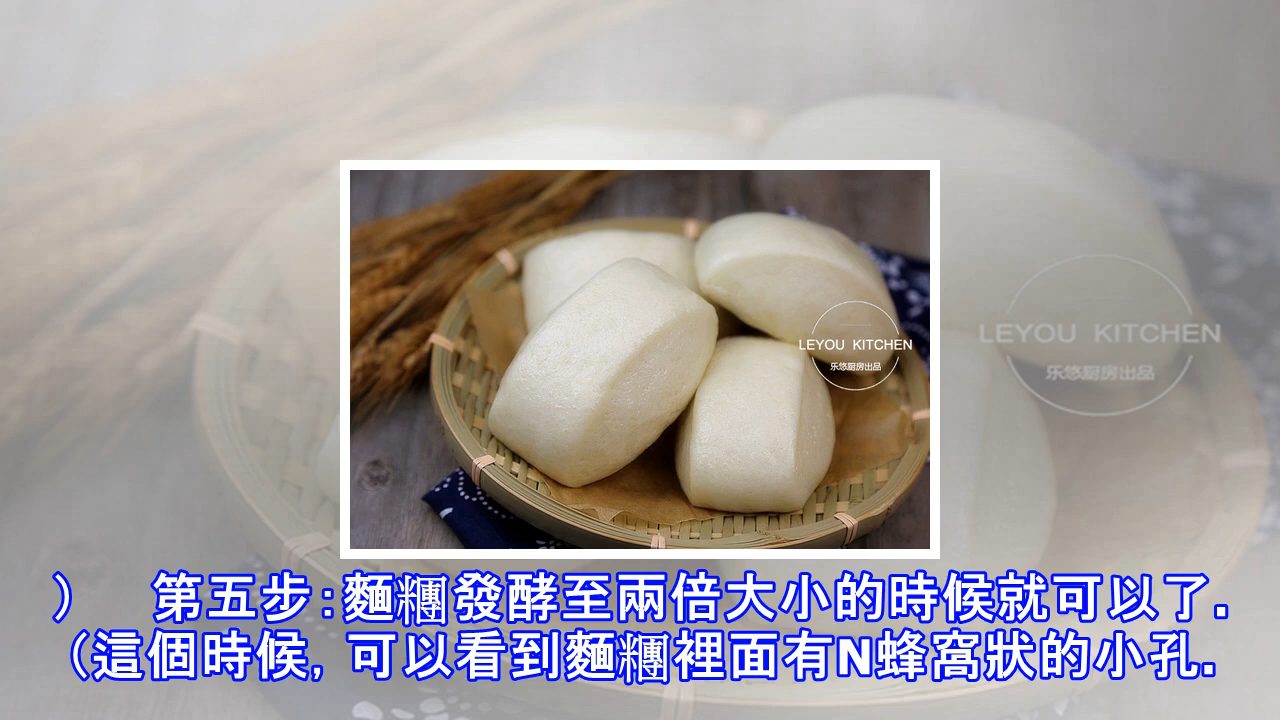 LEYOU KITCHEN
乐悠厨房出品
LEYOU KITCHEN
乐悠厨房出品
） 第五步:麵糰發酵至兩倍大小的時候就可以了.
(這個時候,可以看到麵糰裡面有N蜂窩狀的小孔.